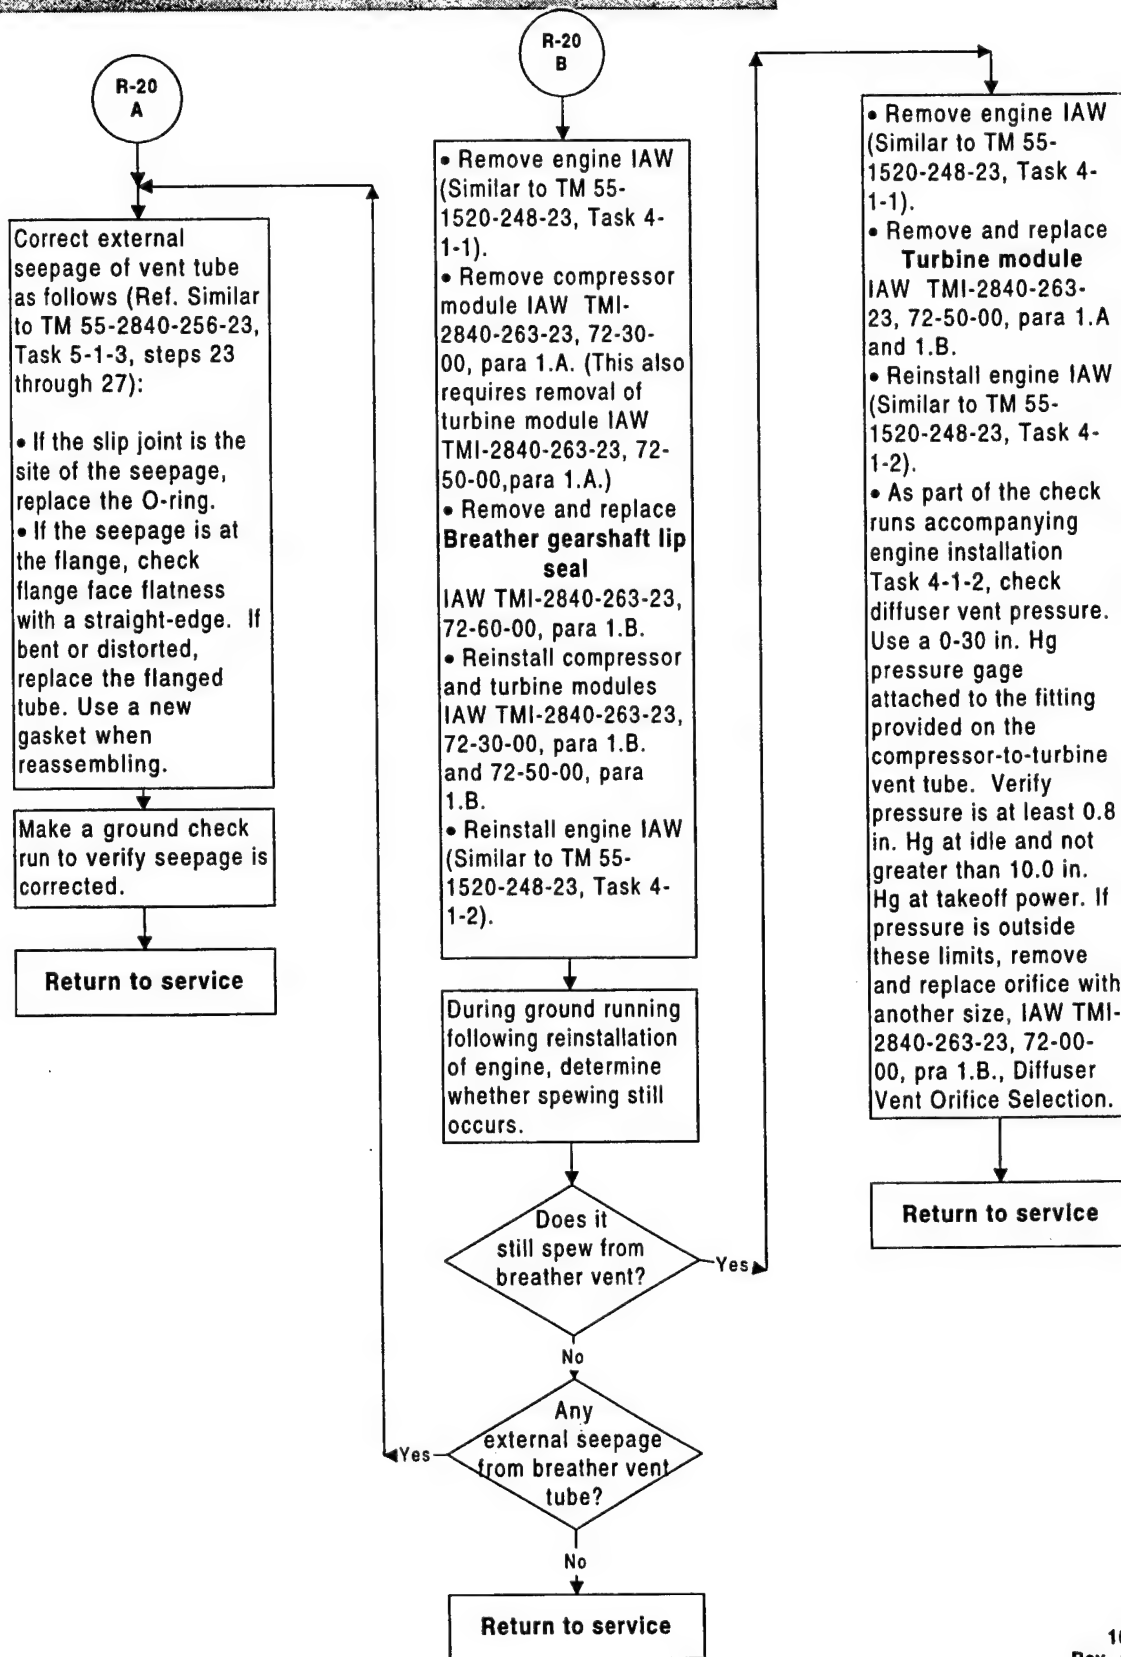 R-20
A
Correct external
seepage of vent tube
as follows (Ref. Similar
to TM 55-2840-256-23,
Task 5-1-3, steps 23
through 27):
• If the slip joint is the
site of the seepage,
replace the O-ring.
• If the seepage is at
the flange, check
flange face flatness
with a straight-edge. If
bent or distorted,
replace the flanged
tube. Use a new
gasket when
reassembling.
Make a ground check
run to verify seepage is
corrected.
Return to service
R-20
B
• Remove engine IAW
(Similar to TM 55-
1520-248-23, Task 4-
1-1).
• Remove compressor
module IAW TMI-
2840-263-23, 72-30-
00, para 1.A. (This also
requires removal of
turbine module IAW
TMI-2840-263-23, 72-
50-00,para 1.A.)
• Remove and replace
Breather gearshaft lip
seal
IAW TMI-2840-263-23,
72-60-00, para 1.B.
• Reinstall compressor
and turbine modules
IAW TMI-2840-263-23,
72-30-00, para 1.B.
and 72-50-00, para
1.B.
• Reinstall engine IAW
(Similar to TM 55-
1520-248-23, Task 4-
1-2).
During ground running
following reinstallation
of engine, determine
whether spewing still
occurs.
Does it
still spew from
breather vent?
Yes
No
Any
external seepage
from breather vent
tube?
Yes
No
Return to service
• Remove engine IAW
(Similar to TM 55-
1520-248-23, Task 4-
1-1).
• Remove and replace
Turbine module
IAW TMI-2840-263-
23, 72-50-00, para 1.A
and 1.B.
• Reinstall engine IAW
(Similar to TM 55-
1520-248-23, Task 4-
1-2).
• As part of the check
runs accompanying
engine installation
Task 4-1-2, check
diffuser vent pressure.
Use a 0-30 in. Hg
pressure gage
attached to the fitting
provided on the
compressor-to-turbine
vent tube. Verify
pressure is at least 0.8
in. Hg at idle and not
greater than 10.0 in.
Hg at takeoff power. If
pressure is outside
these limits, remove
and replace orifice with
another size, IAW TMI-
2840-263-23, 72-00-
00, pra 1.B., Diffuser
Vent Orifice Selection.
Return to service